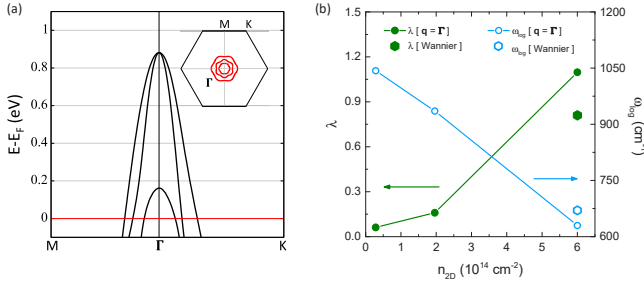 (a)
M K
Γ
1
0.8
0.6
0.4
0.2
0
E-E_F (eV)
M Γ K
(b)
1.5
1.2
0.9
0.6
0.3
0.0
λ
λ [ q = Γ ]
λ [Wannier]
ω_log [ q = Γ ]
ω_log [Wannier]
1200
1050
900
750
600
ω_log (cm⁻¹)
0 1 2 3 4 5 6 7
n_2D (10¹⁴ cm⁻²)